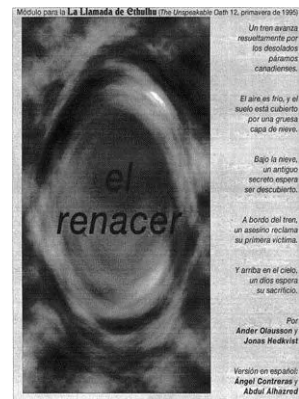 Módulo para la La Llamada de Cthulhu (The Unspeakable Oath 12, primavera de 1995)
el
renacer
Un tren avanza
resueltamente por
los desolados
páramos
canadienses.
El aire es frío, y el
suelo está cubierto
por una gruesa
capa de nieve.
Bajo la nieve,
un antiguo
secreto espera
ser descubierto.
A bordo del tren,
un asesino reclama
su primera víctima.
Y arriba en el cielo,
un dios espera
su sacrificio.
Por
Ander Olausson y
Jonas Hedkvist
Versión en español:
Ángel Contreras y
Abdul Alhazred